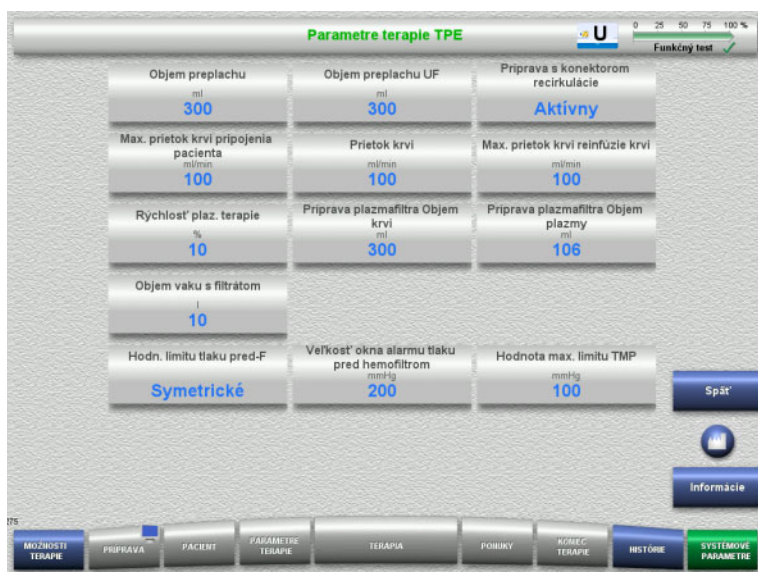 Parametre terapie TPE
U
0 25 50 75 100 %
Funkčný test
Objem preplachu
ml
300
Objem preplachu UF
ml
300
Príprava s konektorom
recirkulácie
Aktívny
Max. prietok krvi pripojenia
pacienta
ml/min
100
Prietok krvi
ml/min
100
Max. prietok krvi reinfúzie krvi
ml/min
100
Rýchlosť plaz. terapie
%
10
Príprava plazmafiltra Objem
krvi
ml
300
Príprava plazmafiltra Objem
plazmy
ml
106
Objem vaku s filtrátom
l
10
Hodn. limitu tlaku pred-F
Symetrické
Veľkosť okna alarmu tlaku
pred hemofiltrom
mmHg
200
Hodnota max. limitu TMP
mmHg
100
Späť
Informácie
275
MOŽNOSTI
TERAPIE
PRÍPRAVA
PACIENT
PARAMETRE
TERAPIE
TERAPIA
PONUKY
KONIEC
TERAPIE
HISTÓRIE
SYSTÉMOVÉ
PARAMETRE